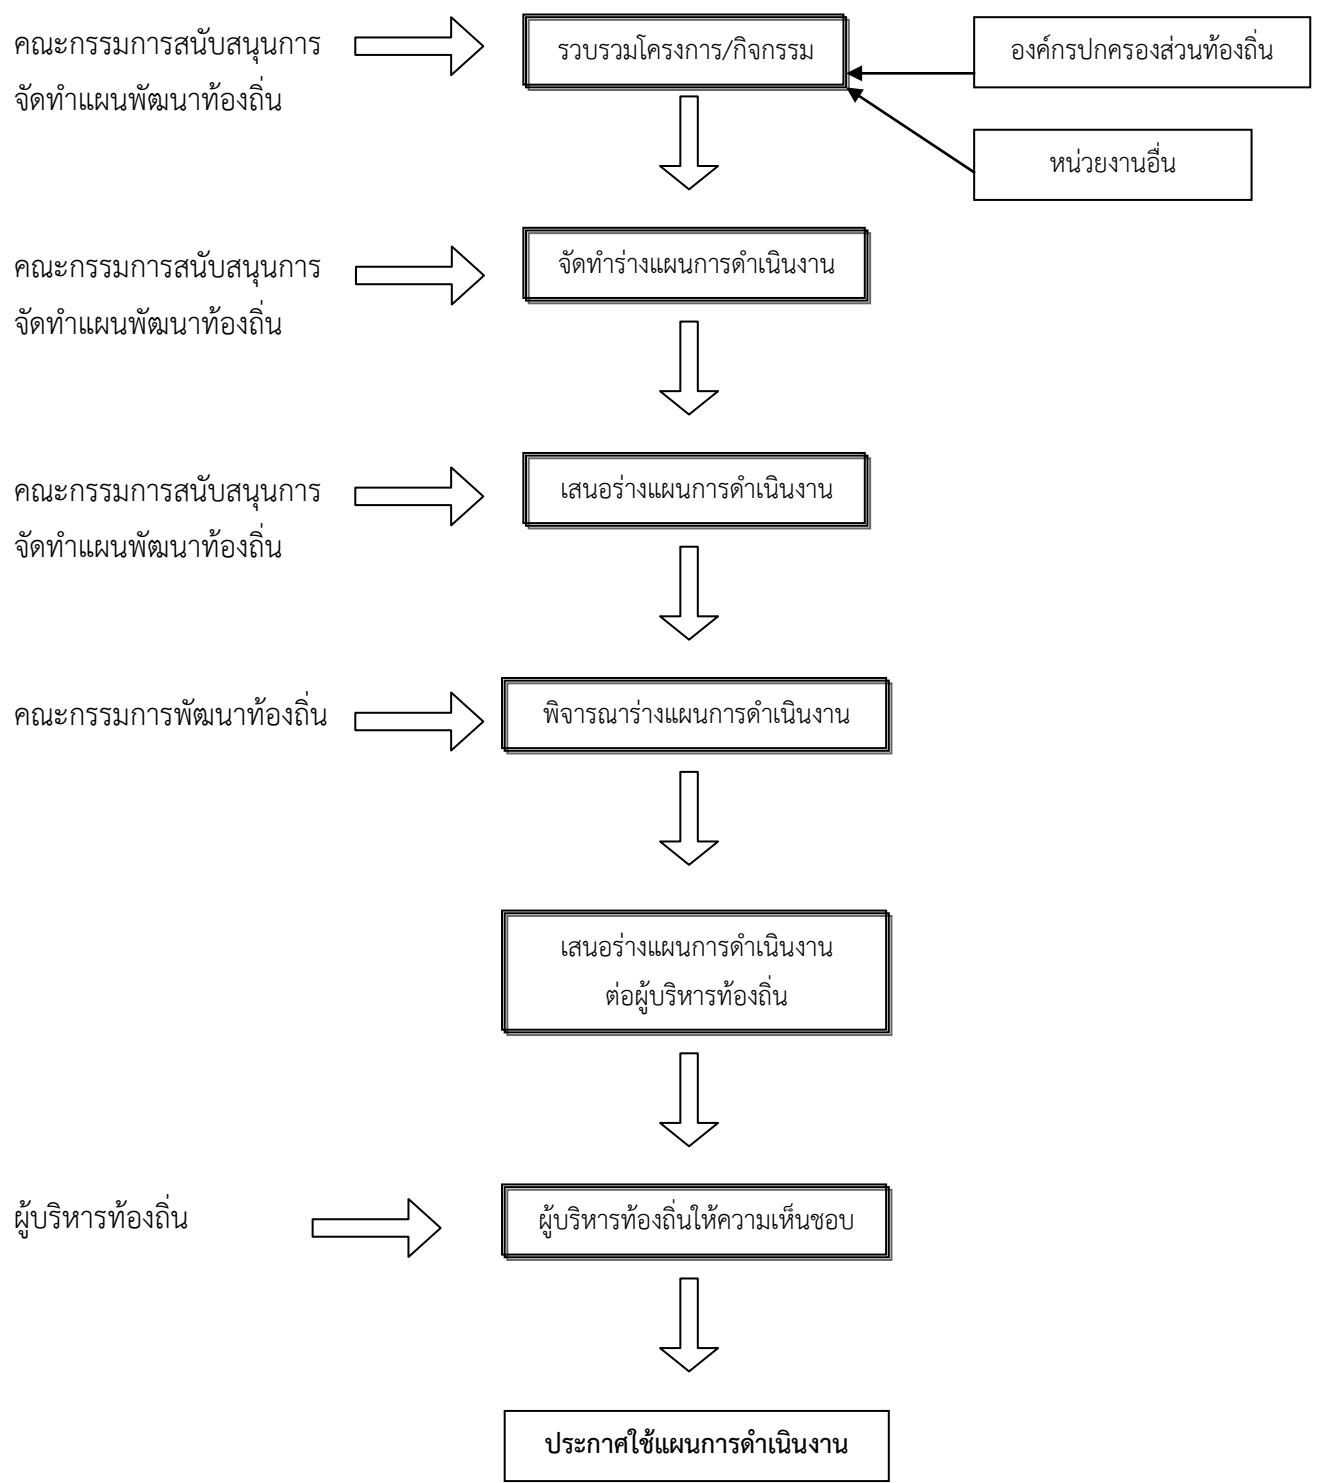 คณะกรรมการสนับสนุนการ
จัดทำแผนพัฒนาท้องถิ่น
รวบรวมโครงการ/กิจกรรม
องค์กรปกครองส่วนท้องถิ่น
หน่วยงานอื่น
คณะกรรมการสนับสนุนการ
จัดทำแผนพัฒนาท้องถิ่น
จัดทำร่างแผนการดำเนินงาน
คณะกรรมการสนับสนุนการ
จัดทำแผนพัฒนาท้องถิ่น
เสนอร่างแผนการดำเนินงาน
คณะกรรมการพัฒนาท้องถิ่น
พิจารณาร่างแผนการดำเนินงาน
เสนอร่างแผนการดำเนินงาน
ต่อผู้บริหารท้องถิ่น
ผู้บริหารท้องถิ่น
ผู้บริหารท้องถิ่นให้ความเห็นชอบ
ประกาศใช้แผนการดำเนินงาน